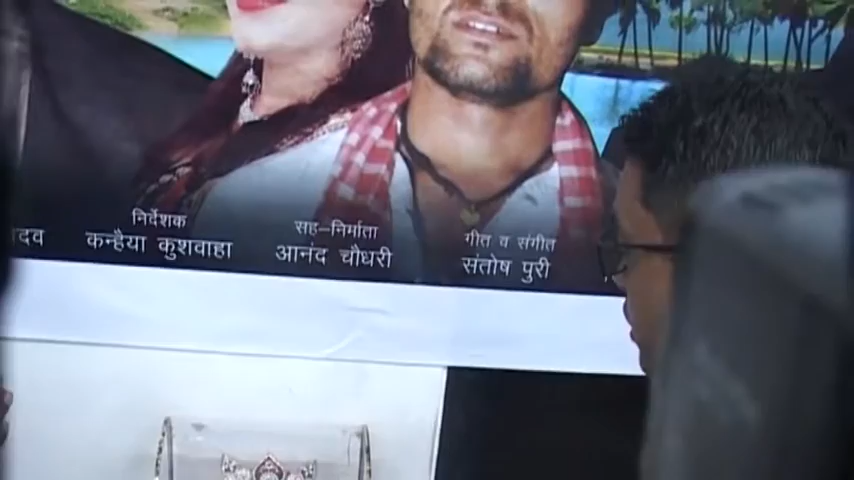 निर्देशक
कन्हैया कुशवाहा
सह-निर्माता
आनंद चौधरी
गीत व संगीत
संतोष पुरी